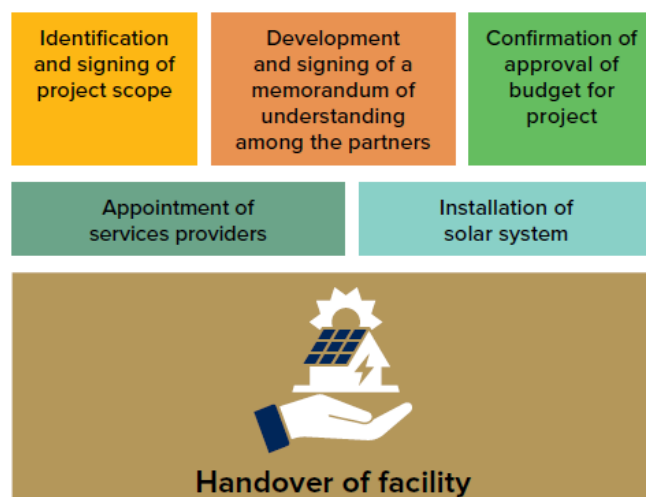 Identification
and signing of
project scope
Development
and signing of a
memorandum of
understanding
among the partners
Confirmation of
approval of
budget for
project
Appointment of
services providers
Installation of
solar system
Handover of facility